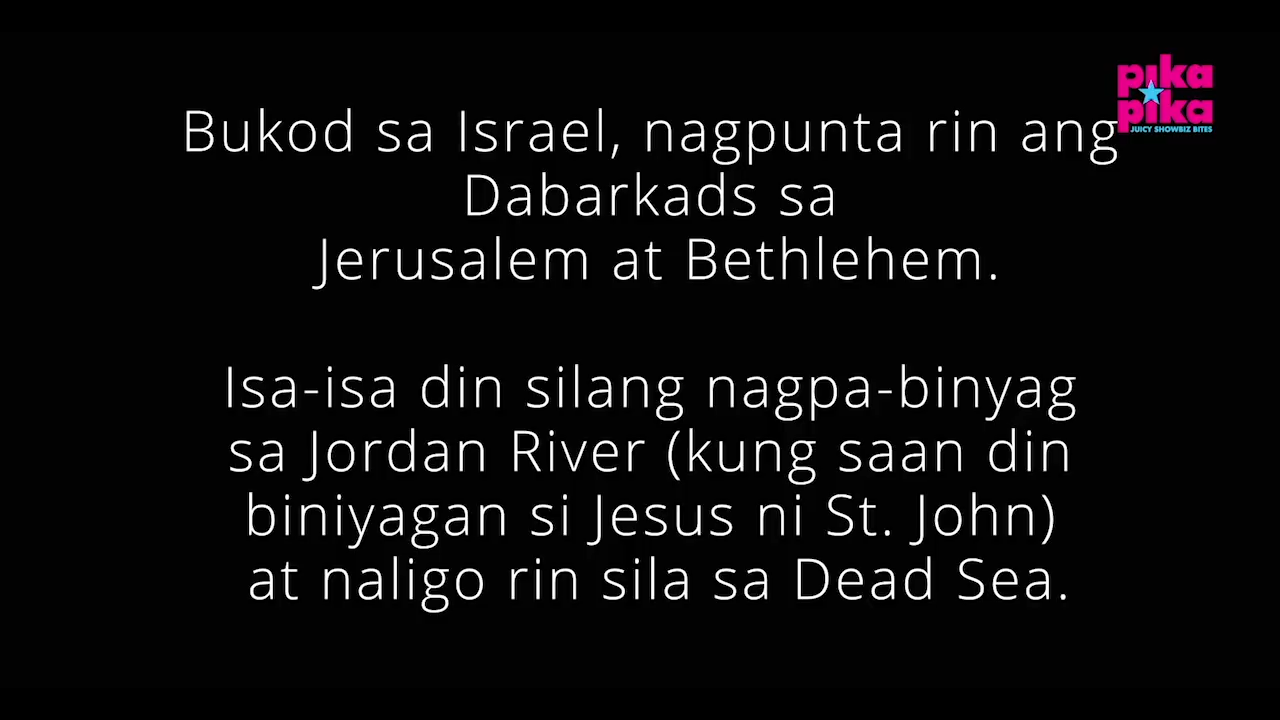 pika
pika
JUICY SHOWBIZ BITES
Bukod sa Israel, nagpunta rin ang
Dabarkads sa
Jerusalem at Bethlehem.
Isa-isa din silang nagpa-binyag
sa Jordan River (kung saan din
biniyagan si Jesus ni St. John)
at naligo rin sila sa Dead Sea.